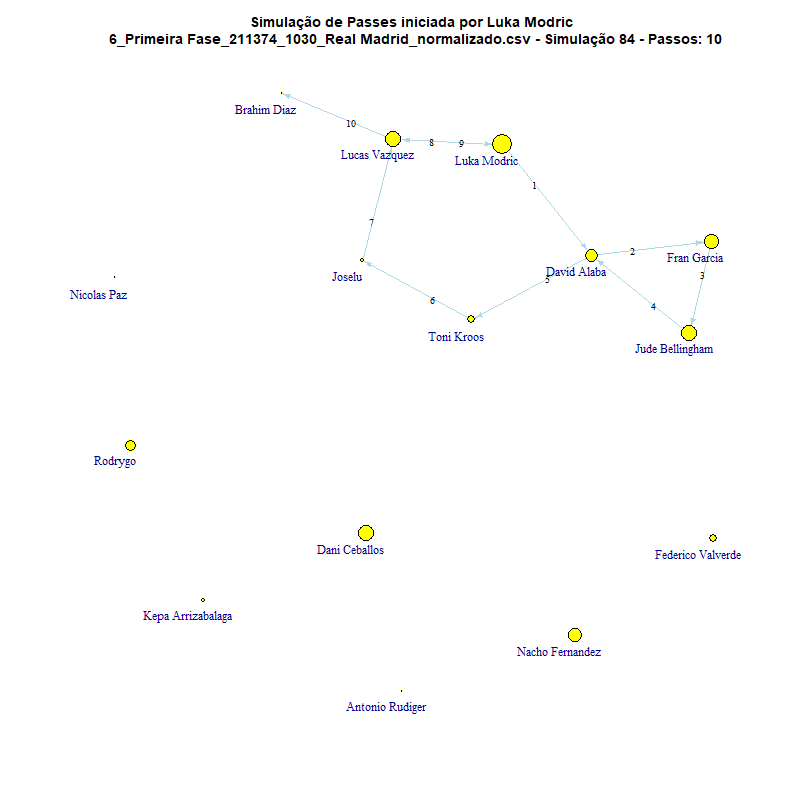 Simulação de Passes iniciada por Luka Modric
6_Primeira Fase_211374_1030_Real Madrid_normalizado.csv - Simulação 84 - Passos: 10
Brahim Diaz
10
Lucas Vazquez
8
9
Luka Modric
1
7
2
Fran Garcia
David Alaba
3
Joselu
5
Nicolas Paz
6
4
Toni Kroos
Jude Bellingham
Rodrygo
Dani Ceballos
Federico Valverde
Kepa Arrizabalaga
Nacho Fernandez
Antonio Rudiger